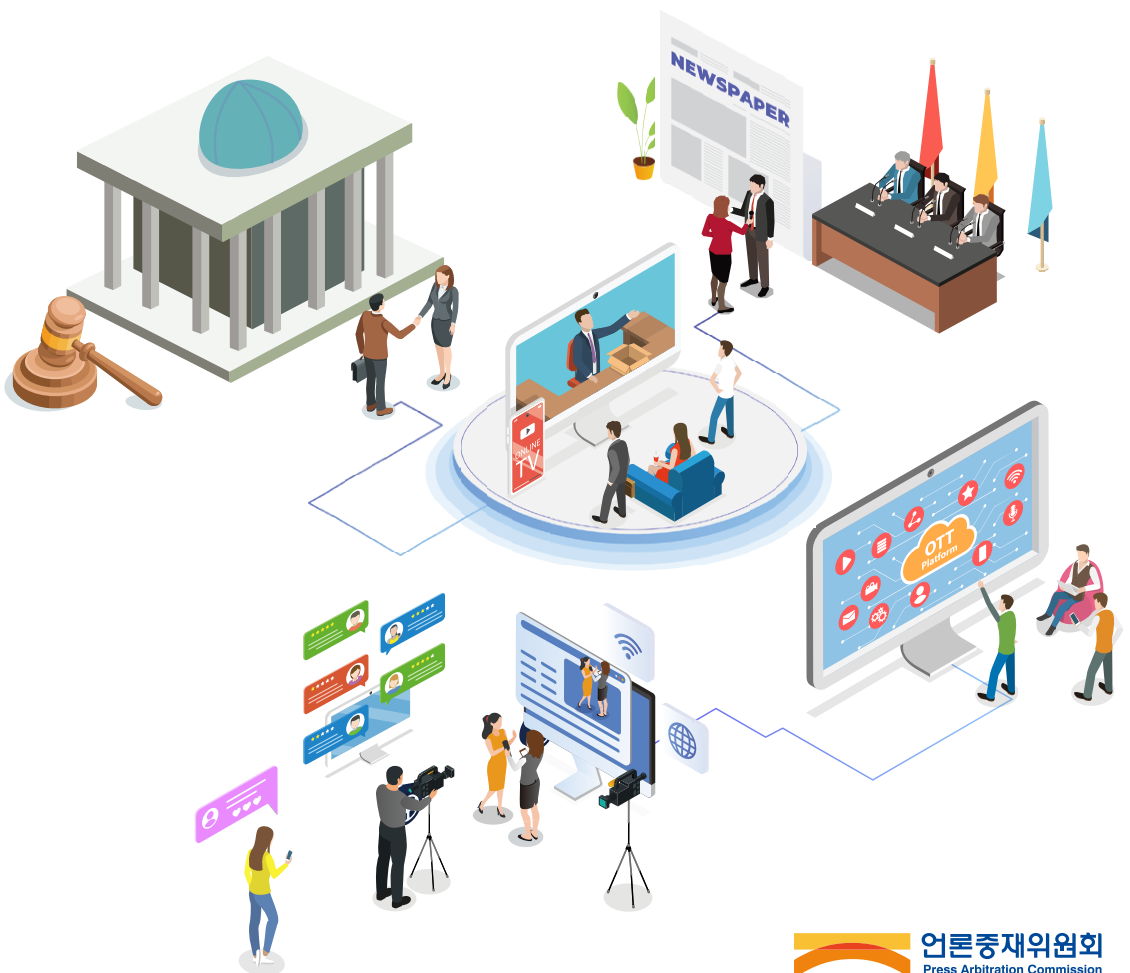 NEWSPAPER
ONLINE
TV
OTT
Platform
언론중재위원회
Press Arbitration Commission